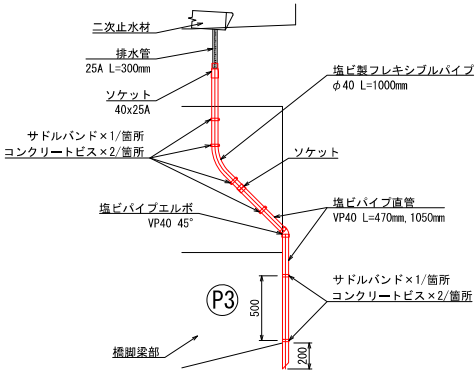 二次止水材
排水管
25A L=300mm
塩ビ製フレキシブルパイプ
φ40 L=1000mm
ソケット
40x25A
サドルバンド×1/箇所
コンクリートビス×2/箇所
ソケット
塩ビパイプエルボ
VP40 45°
塩ビパイプ直管
VP40 L=470mm,1050mm
サドルバンド×1/箇所
コンクリートビス×2/箇所
P3
500
200
橋脚梁部